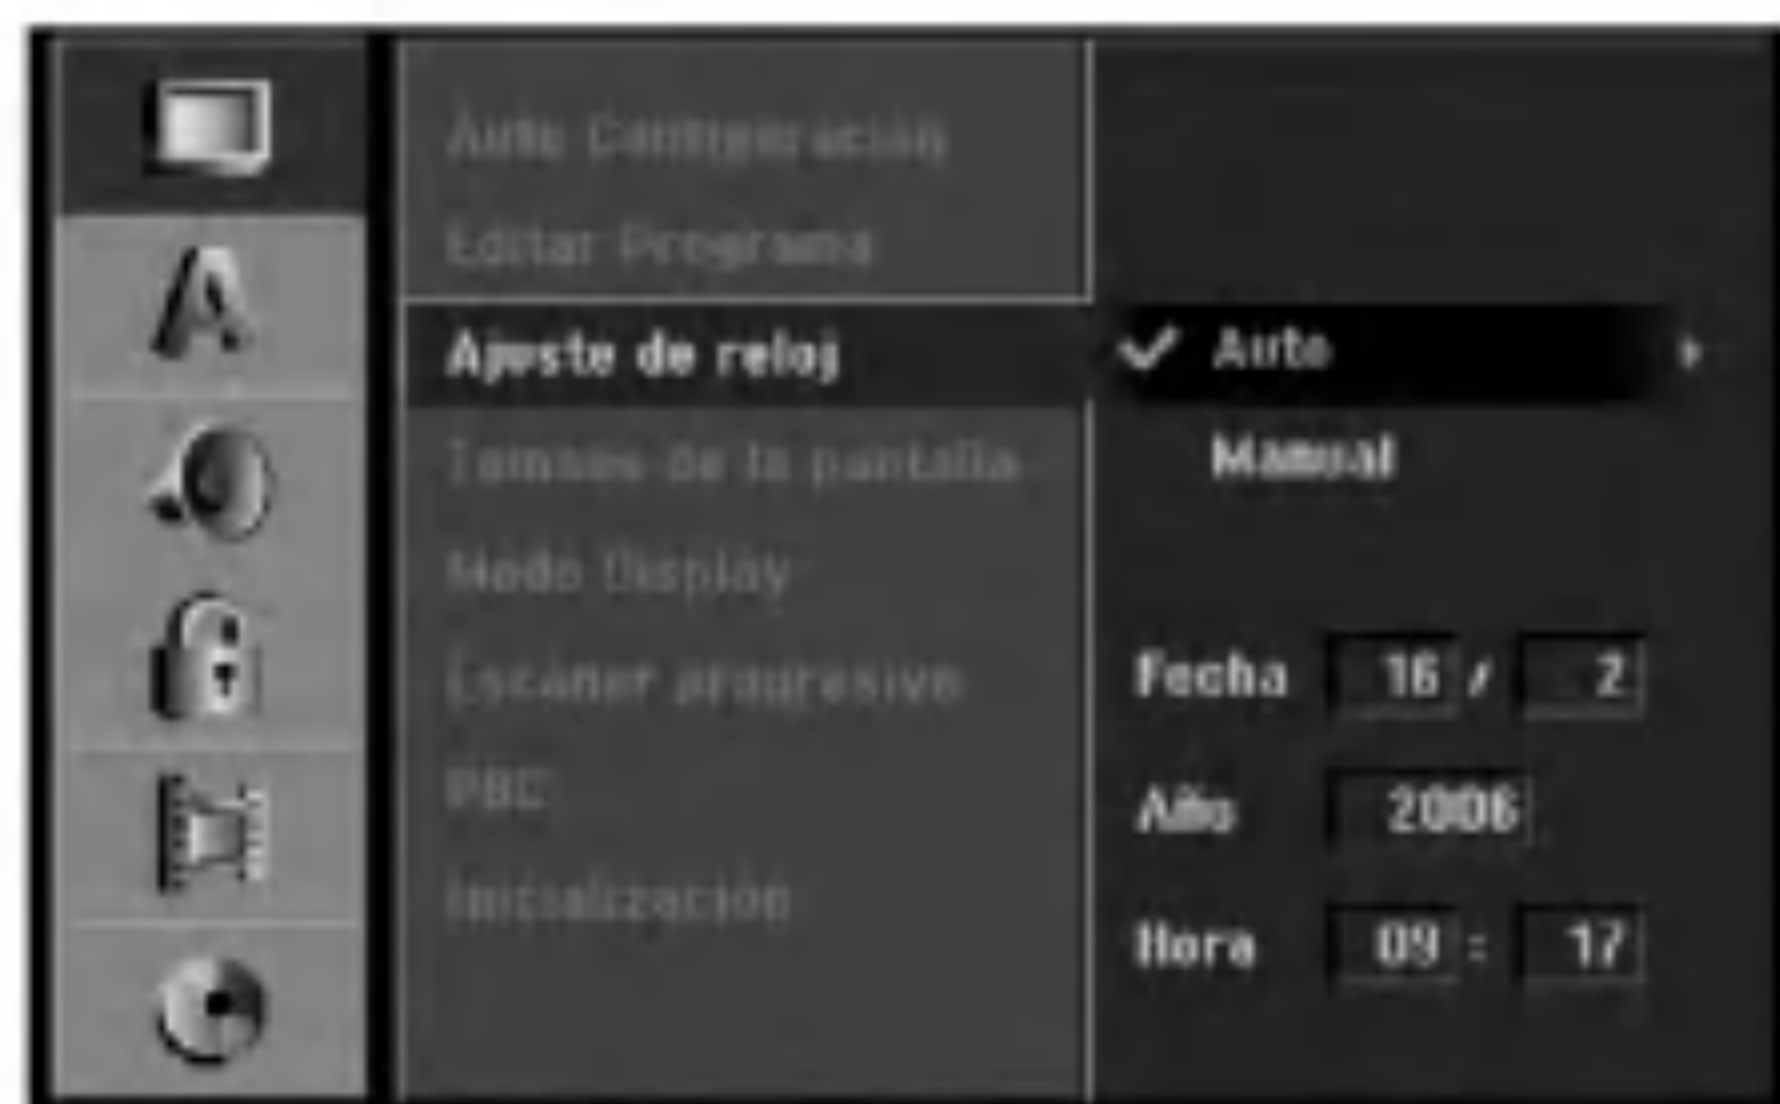 Auto Configuración
Editar Programa
Ajuste de reloj
Tamaño de la pantalla
Modo Display
Escáner progresivo
PBC
Inicialización
Auto
Manual
Fecha 16 / 2
Año 2006
Hora 09 : 17